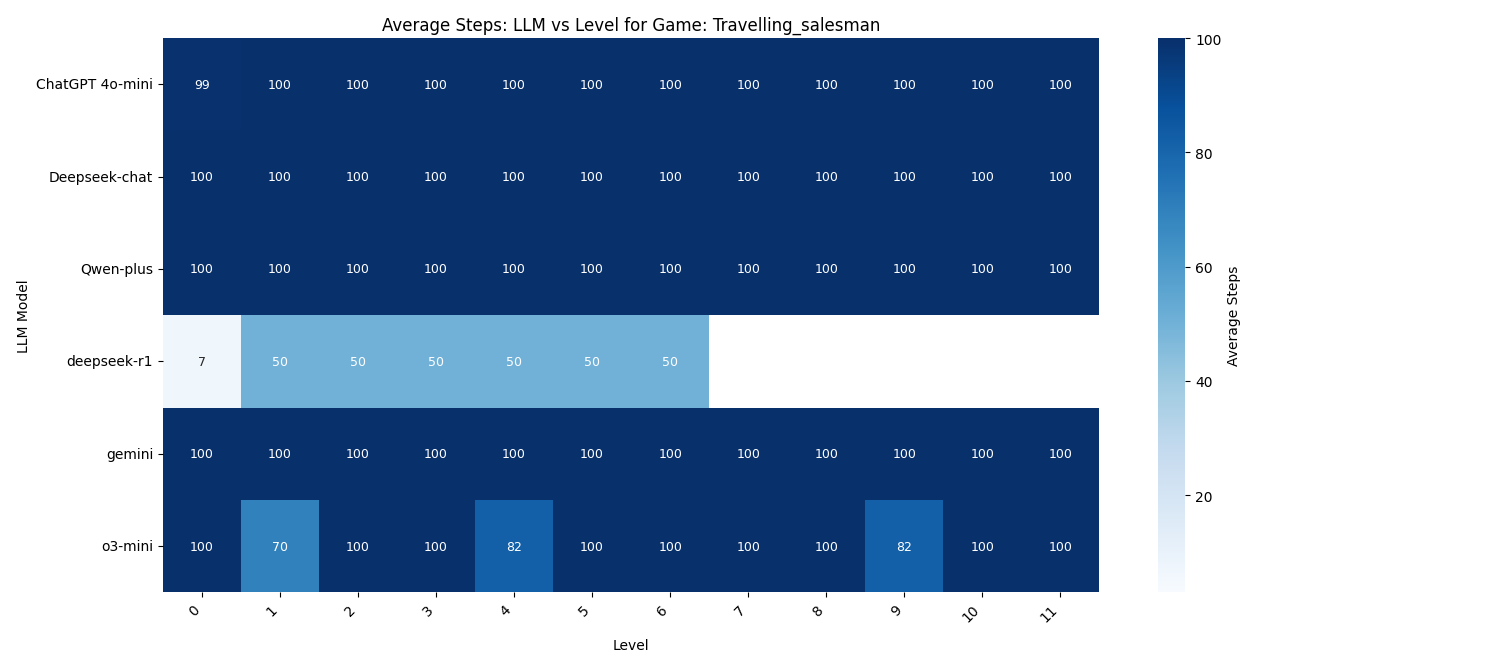 Average Steps: LLM vs Level for Game: Travelling_salesman
LLM Model
ChatGPT 4o-mini 99 100 100 100 100 100 100 100 100 100 100 100
Deepseek-chat 100 100 100 100 100 100 100 100 100 100 100 100
Qwen-plus 100 100 100 100 100 100 100 100 100 100 100 100
deepseek-r1 7 50 50 50 50 50 50
gemini 100 100 100 100 100 100 100 100 100 100 100 100
o3-mini 100 70 100 100 82 100 100 100 100 82 100 100
0 1 2 3 4 5 6 7 8 9 10 11
Level
100
80
60
40
20
Average Steps